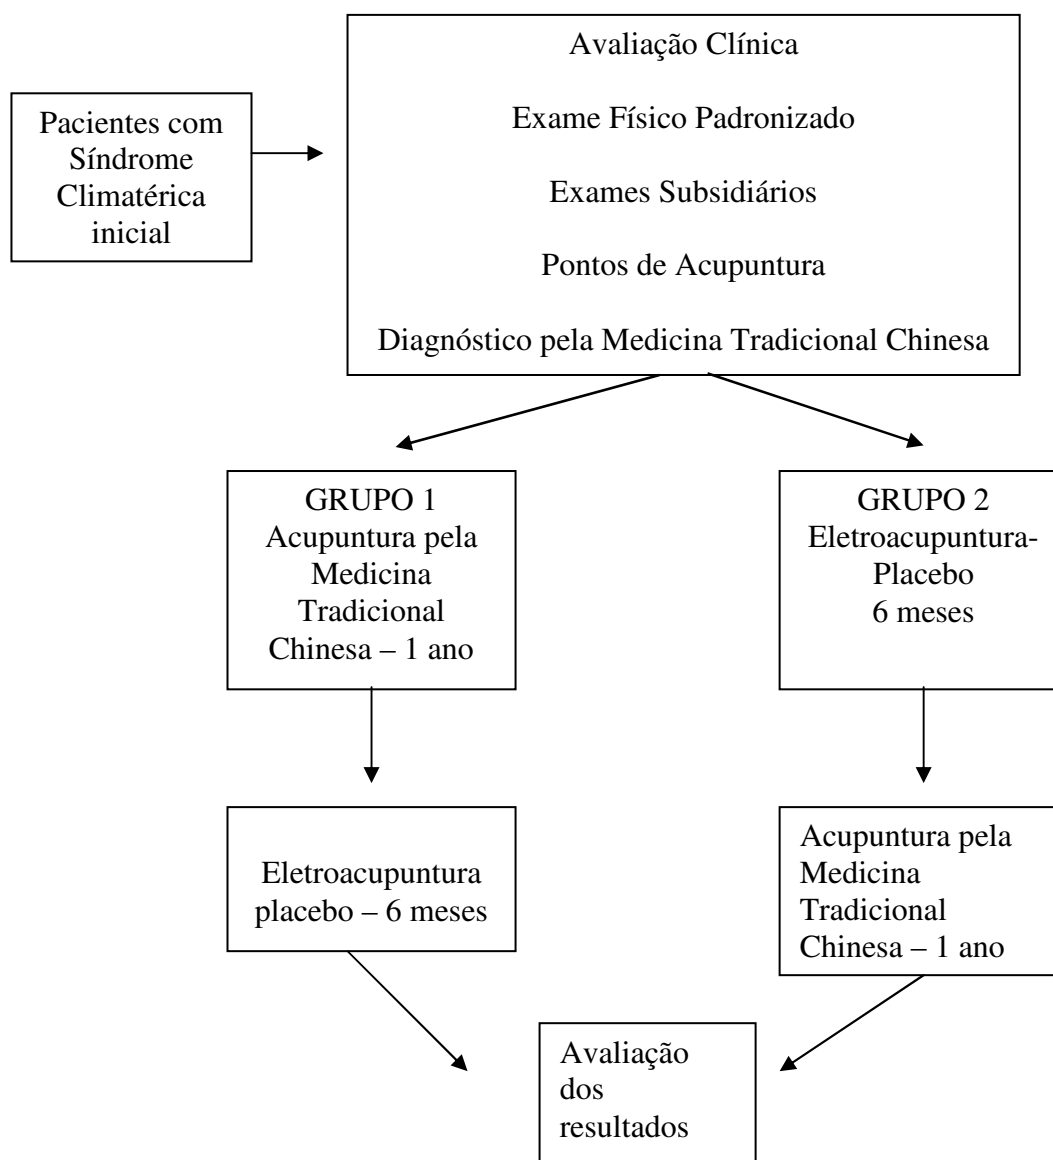 Pacientes com
Síndrome
Climatérica
inicial
Avaliação Clínica
Exame Físico Padronizado
Exames Subsidiários
Pontos de Acupuntura
Diagnóstico pela Medicina Tradicional Chinesa
GRUPO 1
Acupuntura pela
Medicina
Tradicional
Chinesa – 1 ano
GRUPO 2
Eletroacupuntura-
Placebo
6 meses
Eletroacupuntura
placebo – 6 meses
Acupuntura pela
Medicina
Tradicional
Chinesa – 1 ano
Avaliação
dos
resultados